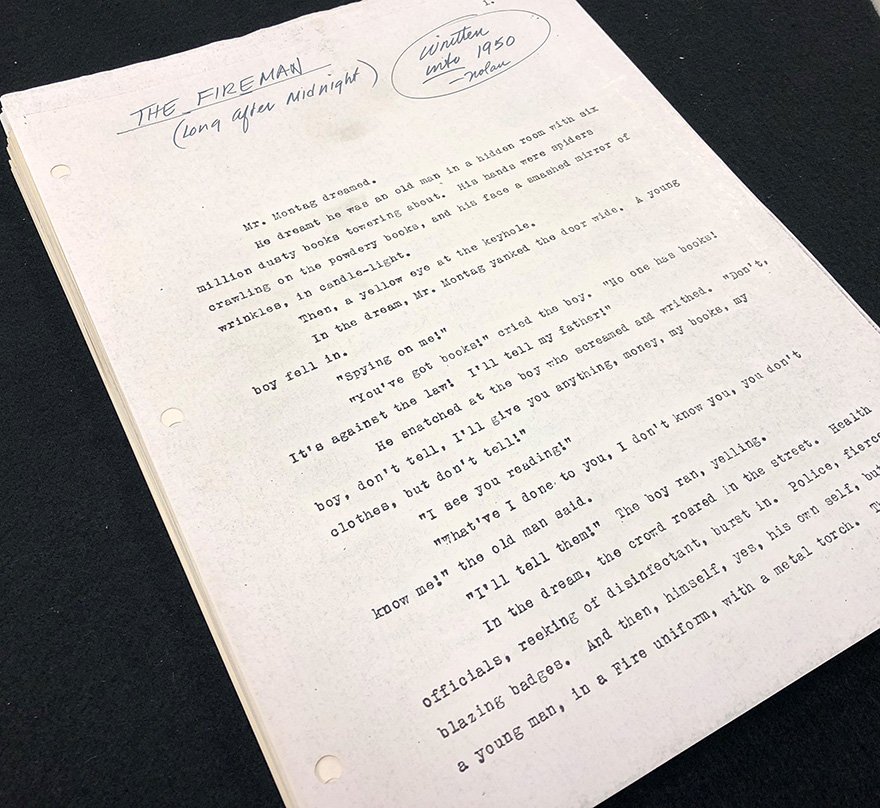 1.
THE FIREMAN
(Long After Midnight)
Written
into 1950
—Nolan
Mr. Montag dreamed.
He dreamt he was an old man in a hidden room with six
million dusty books towering about. His hands were spiders
crawling on the powdery books, and his face a smashed mirror of
wrinkles, in candle-light.
Then, a yellow eye at the keyhole.
In the dream, Mr. Montag yanked the door wide. A young
boy fell in.
"Spying on me!"
"You've got books!" cried the boy. "No one has books!
It's against the law! I'll tell my father!"
He snatched at the boy who screamed and writhed. "Don't,
boy, don't tell, I'll give you anything, money, my books, my
clothes, but don't tell!"
"I see you reading!"
"What've I done to you, I don't know you, you don't
know me!" the old man said.
"I'll tell them!" The boy ran, yelling.
In the dream, the crowd roared in the street. Health
officials, reeking of disinfectant, burst in. Police, fierce
blazing badges. And then, himself, yes, his own self, but
a young man, in a Fire uniform, with a metal torch.